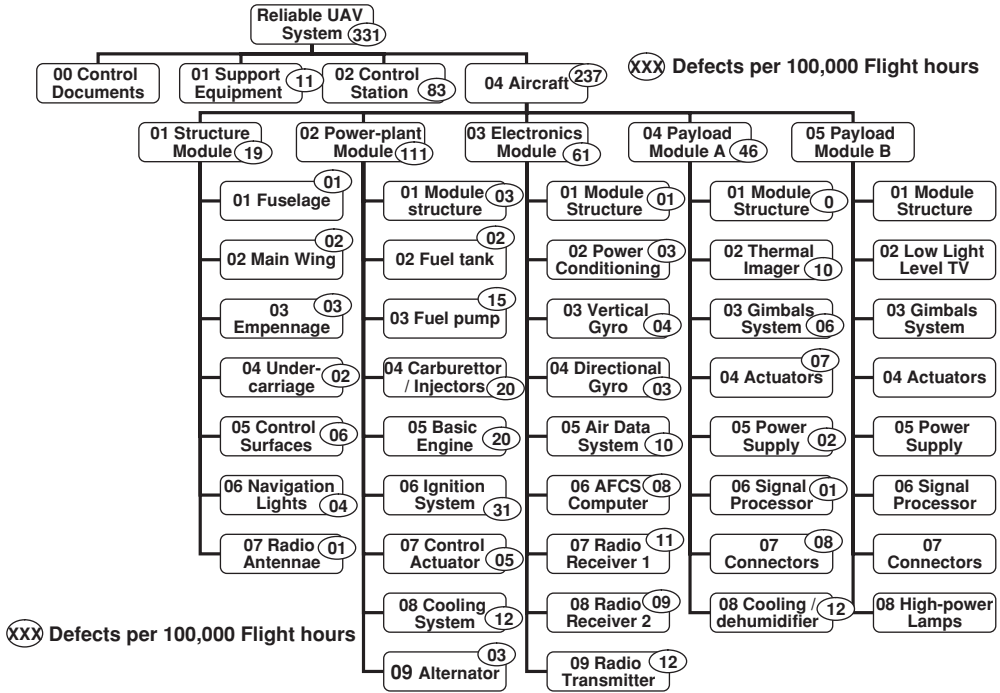 Reliable UAV
System 331
XXX Defects per 100,000 Flight hours
00 Control
Documents
01 Support
Equipment 11
02 Control
Station 83
04 Aircraft 237
01 Structure
Module 19
02 Power-plant
Module 111
03 Electronics
Module 61
04 Payload
Module A 46
05 Payload
Module B
01
01 Fuselage
02
02 Main Wing
03 03
Empennage
04 Under-
carriage 02
05 Control
Surfaces 06
06 Navigation
Lights 04
07 Radio 01
Antennae
01 Module 03
structure
02
02 Fuel tank
15
03 Fuel pump
04 Carburettor
/ Injectors 20
05 Basic
Engine 20
06 Ignition
System 31
07 Control
Actuator 05
08 Cooling
System 12
03
09 Alternator
01 Module
Structure 01
02 Power 03
Conditioning
03 Vertical
Gyro 04
04 Directional
Gyro 03
05 Air Data
System 10
06 AFCS 08
Computer
07 Radio 11
Receiver 1
08 Radio 09
Receiver 2
09 Radio 12
Transmitter
01 Module
Structure 0
02 Thermal
Imager 10
03 Gimbals
System 06
07
04 Actuators
05 Power
Supply 02
06 Signal
Processor 01
07 08
Connectors
08 Cooling / 12
dehumidifier
01 Module
Structure
02 Low Light
Level TV
03 Gimbals
System
04 Actuators
05 Power
Supply
06 Signal
Processor
07
Connectors
08 High-power
Lamps
XXX Defects per 100,000 Flight hours